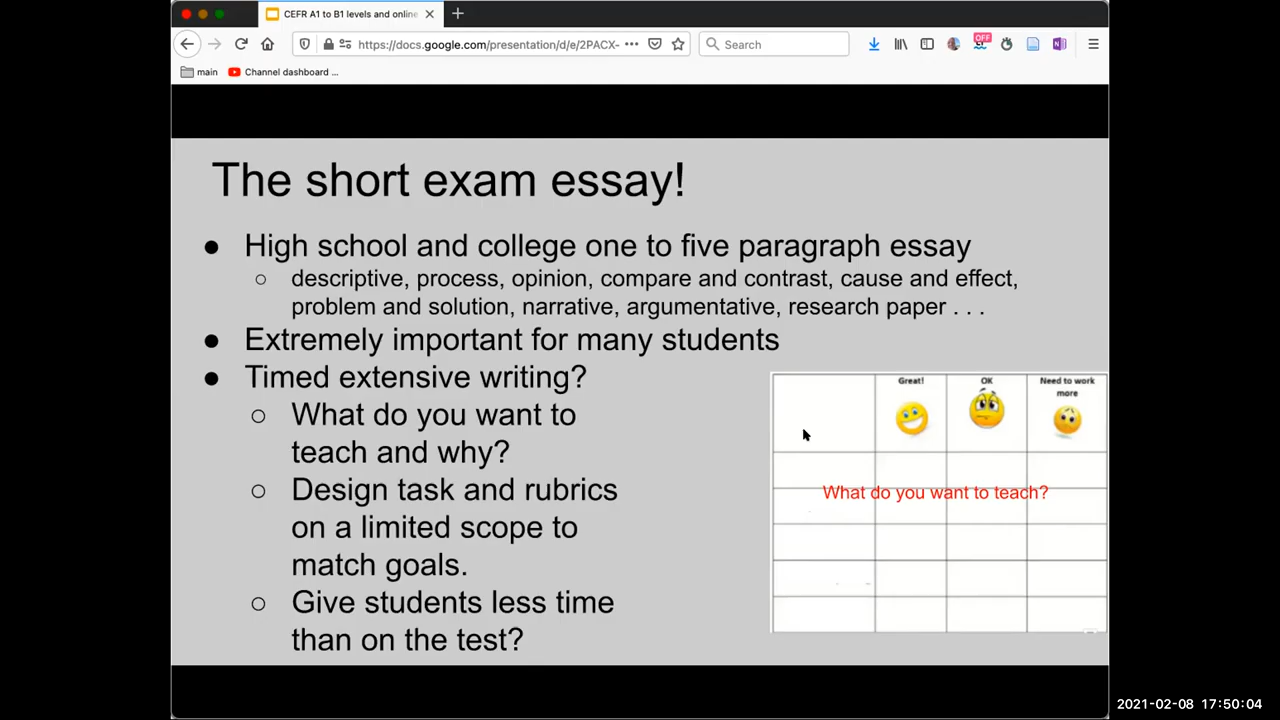 CEFR A1 to B1 levels and online
https://docs.google.com/presentation/d/e/2PACX-
Search
OFF
main
Channel dashboard ...
The short exam essay!
● High school and college one to five paragraph essay
○ descriptive, process, opinion, compare and contrast, cause and effect,
problem and solution, narrative, argumentative, research paper . . .
● Extremely important for many students
● Timed extensive writing?
○ What do you want to
teach and why?
○ Design task and rubrics
on a limited scope to
match goals.
○ Give students less time
than on the test?
Great!
OK
Need to work
more
What do you want to teach?
2021-02-08 17:50:04